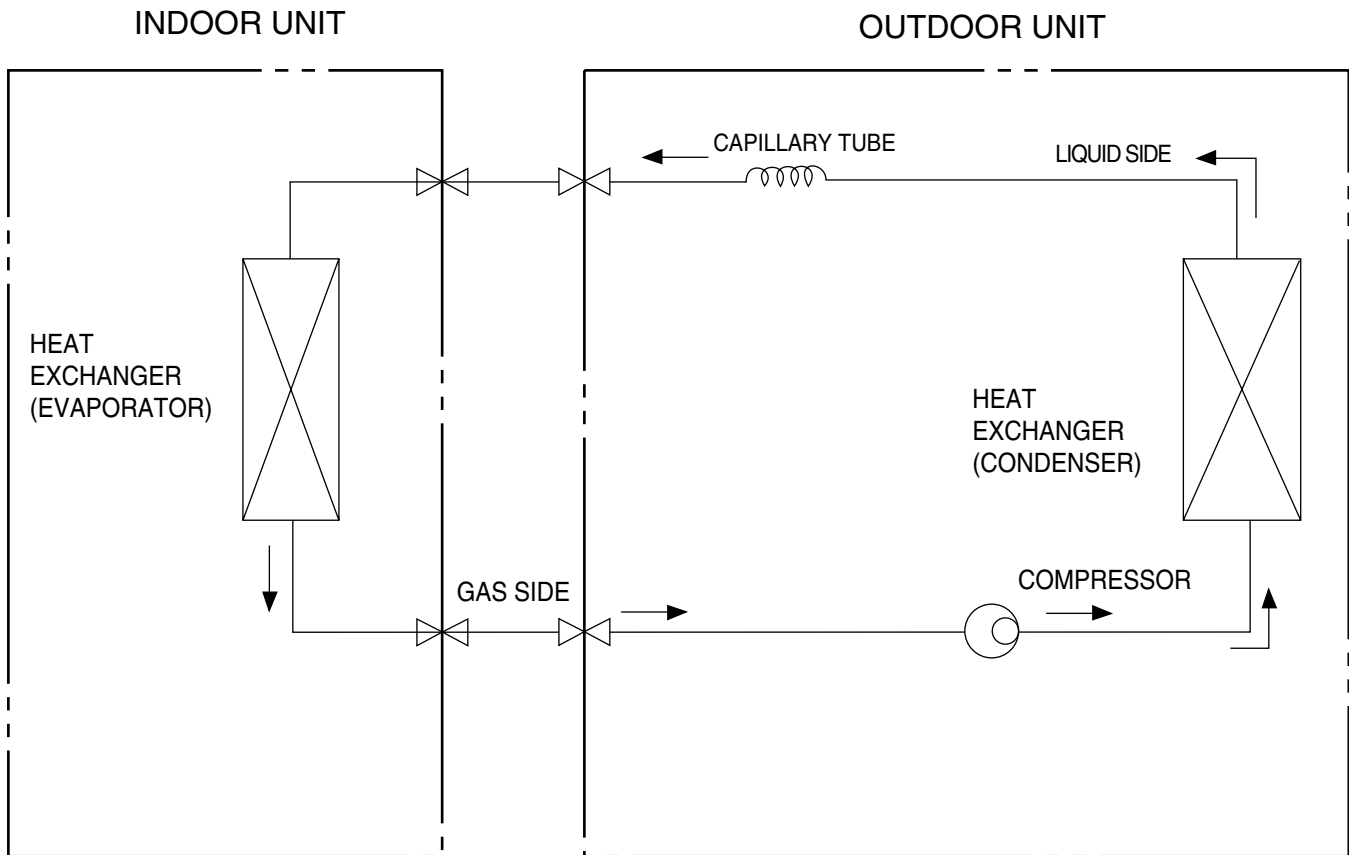 INDOOR UNIT
OUTDOOR UNIT
CAPILLARY TUBE
LIQUID SIDE
HEAT
EXCHANGER
(EVAPORATOR)
HEAT
EXCHANGER
(CONDENSER)
GAS SIDE
COMPRESSOR